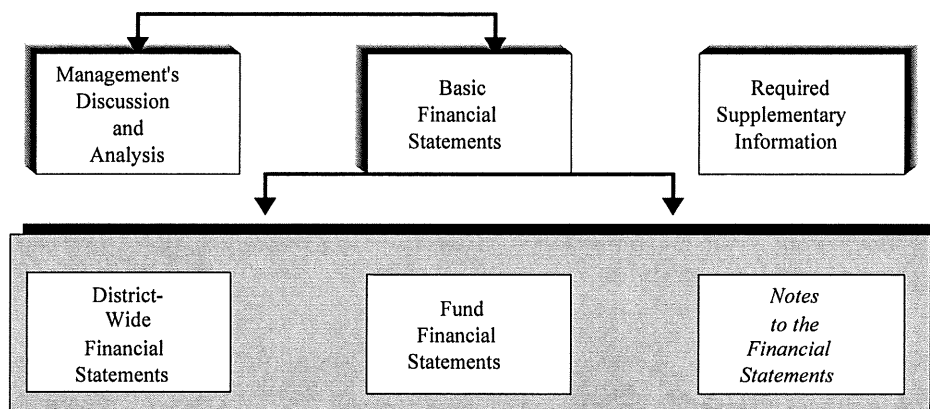 Management's
Discussion
and
Analysis
Basic
Financial
Statements
Required
Supplementary
Information
District-
Wide
Financial
Statements
Fund
Financial
Statements
Notes
to the
Financial
Statements